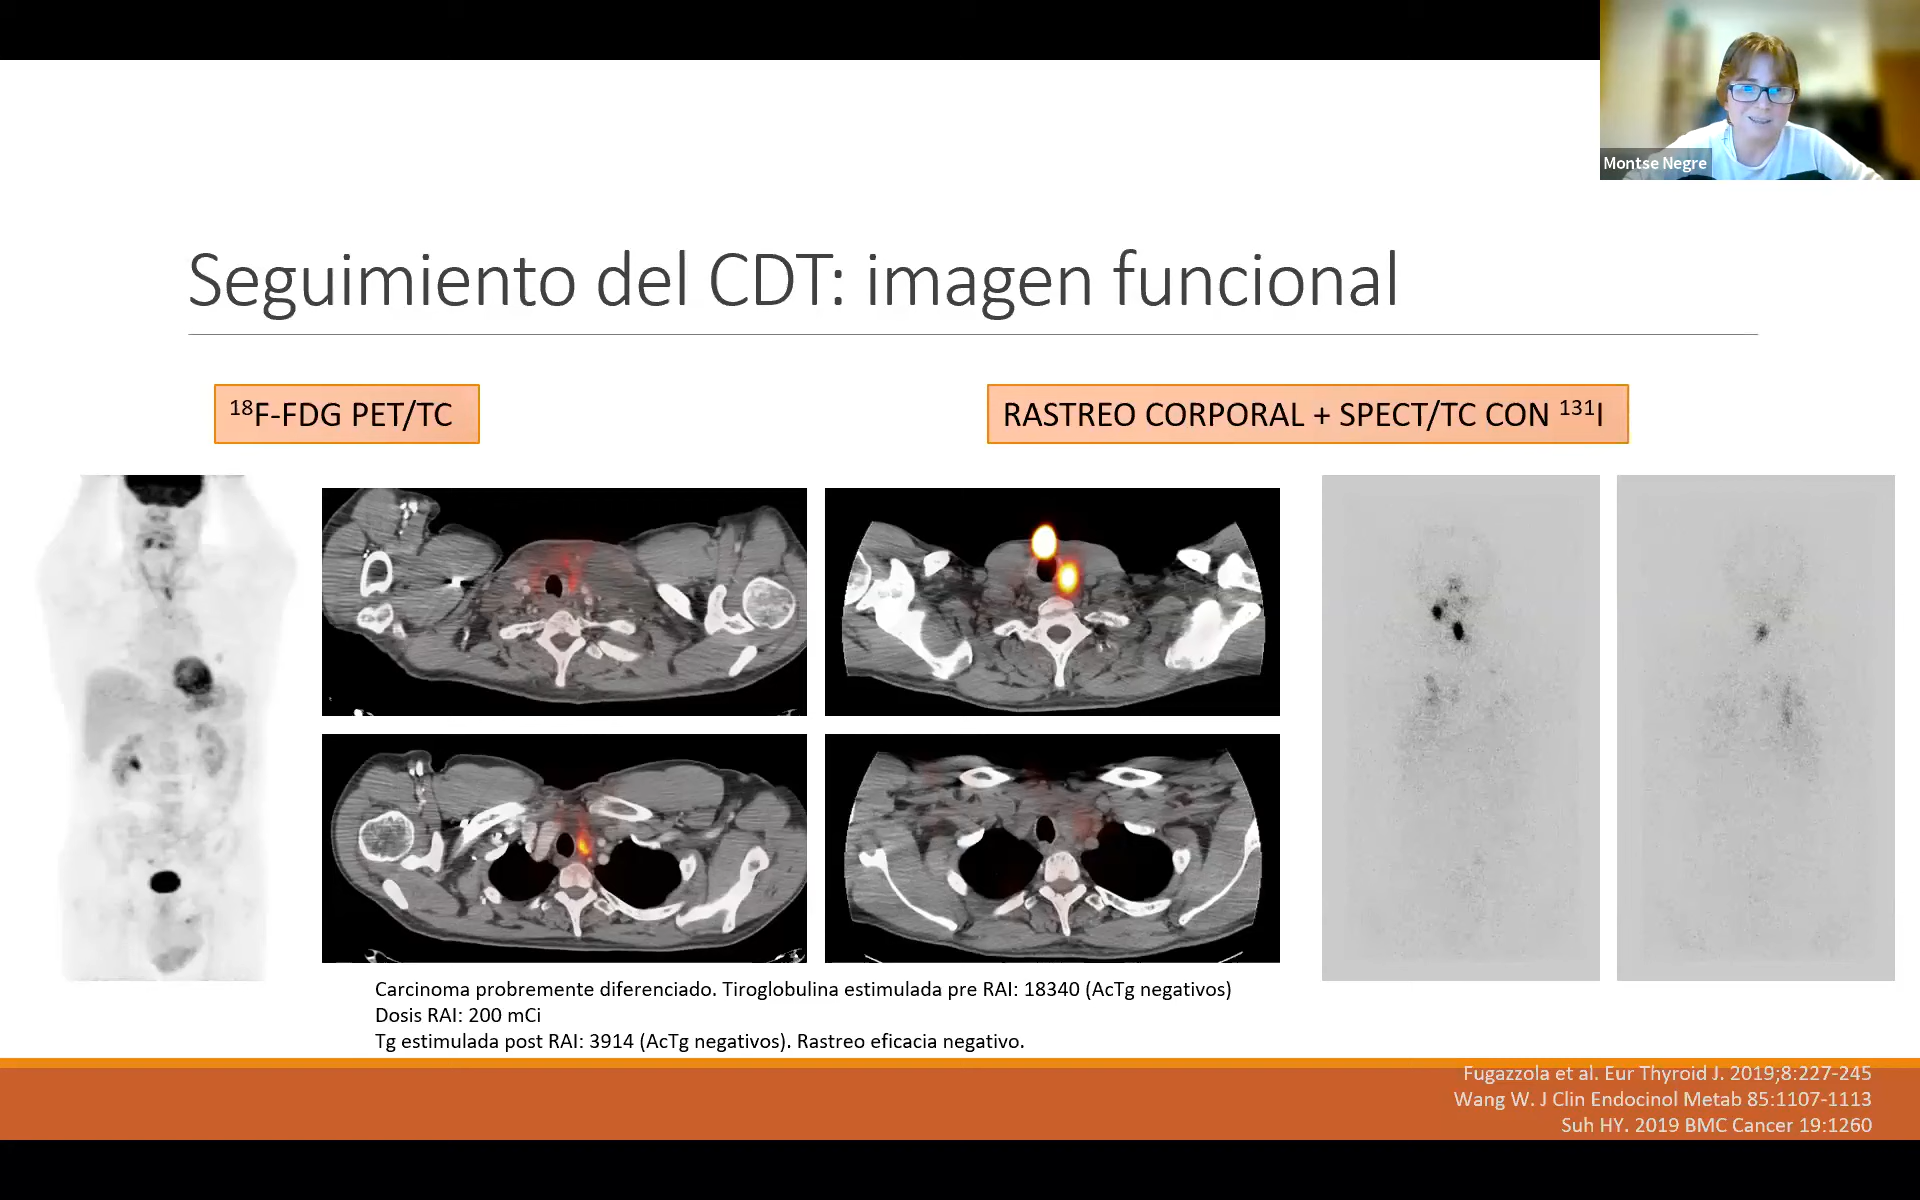 Montse Negre
Seguimiento del CDT: imagen funcional
18F-FDG PET/TC
RASTREO CORPORAL + SPECT/TC CON 131I
Carcinoma probremente diferenciado. Tiroglobulina estimulada pre RAI: 18340 (AcTg negativos)
Dosis RAI: 200 mCi
Tg estimulada post RAI: 3914 (AcTg negativos). Rastreo eficacia negativo.
Fugazzola et al. Eur Thyroid J. 2019;8:227-245
Wang W. J Clin Endocinol Metab 85:1107-1113
Suh HY. 2019 BMC Cancer 19:1260